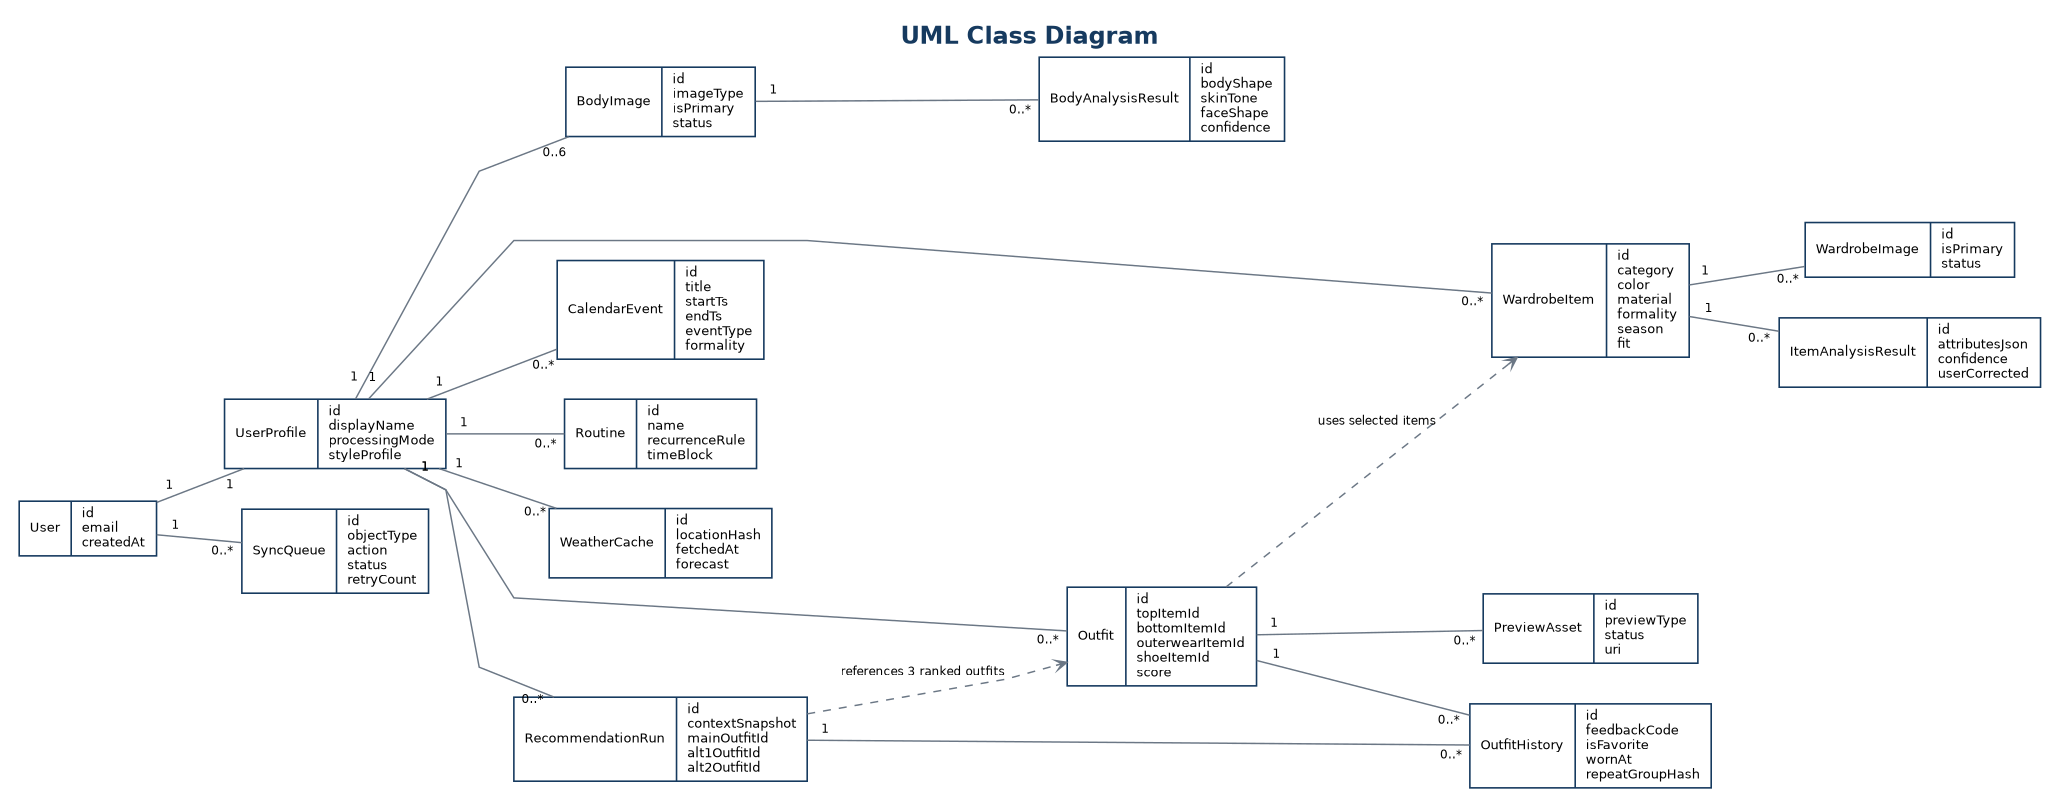 UML Class Diagram
BodyImage
id
imageType
isPrimary
status
1
0..*
BodyAnalysisResult
id
bodyShape
skinTone
faceShape
confidence
0..6
CalendarEvent
id
title
startTs
endTs
eventType
formality
0..*
0..*
WardrobeItem
id
category
color
material
formality
season
fit
1
0..*
WardrobeImage
id
isPrimary
status
1
0..*
ItemAnalysisResult
id
attributesJson
confidence
userCorrected
1
1
1
UserProfile
id
displayName
processingMode
styleProfile
1
0..*
Routine
id
name
recurrenceRule
timeBlock
uses selected items
1
1
1
1
User
id
email
createdAt
1
0..*
SyncQueue
id
objectType
action
status
retryCount
0..*
WeatherCache
id
locationHash
fetchedAt
forecast
0..*
Outfit
id
topItemId
bottomItemId
outerwearItemId
shoeItemId
score
1
0..*
PreviewAsset
id
previewType
status
uri
1
references 3 ranked outfits
0..*
RecommendationRun
id
contextSnapshot
mainOutfitId
alt1OutfitId
alt2OutfitId
1
0..*
0..*
OutfitHistory
id
feedbackCode
isFavorite
wornAt
repeatGroupHash